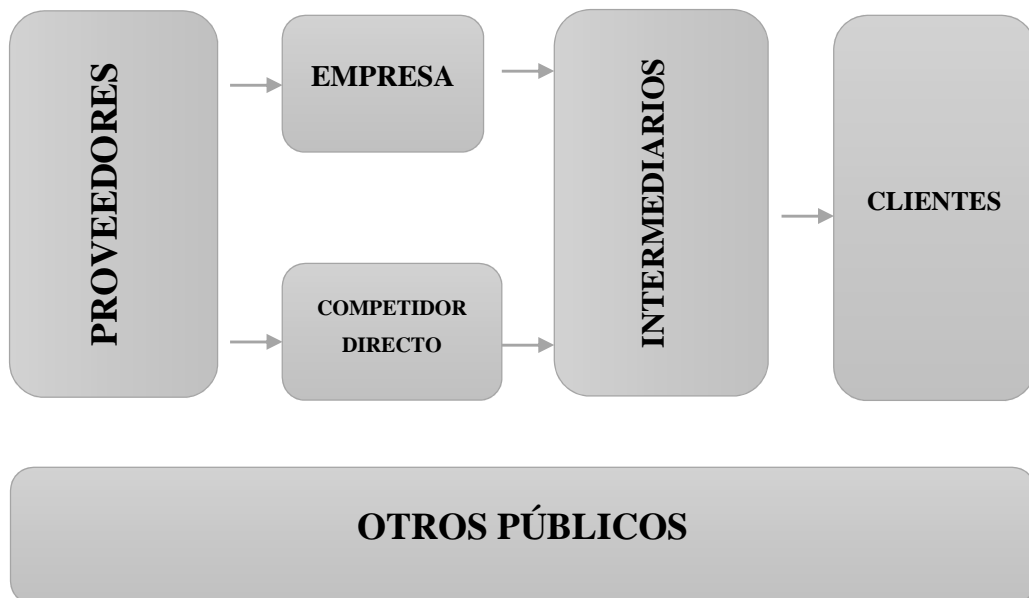 PROVEEDORES
EMPRESA
COMPETIDOR
DIRECTO
INTERMEDIARIOS
CLIENTES
OTROS PÚBLICOS